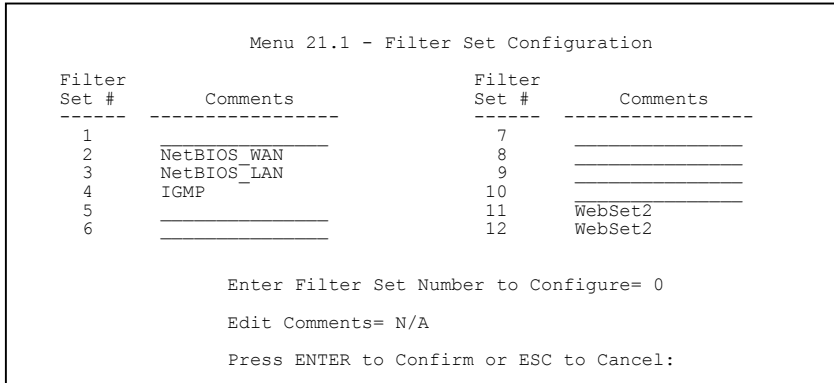 Menu 21.1 - Filter Set Configuration
Filter Filter
Set # Comments Set # Comments
------ ----------------- ------ -----------------
1 _______________ 7 _______________
2 NetBIOS_WAN 8 _______________
3 NetBIOS_LAN 9 _______________
4 IGMP 10 _______________
5 _______________ 11 WebSet2
6 _______________ 12 WebSet2
Enter Filter Set Number to Configure= 0
Edit Comments= N/A
Press ENTER to Confirm or ESC to Cancel: